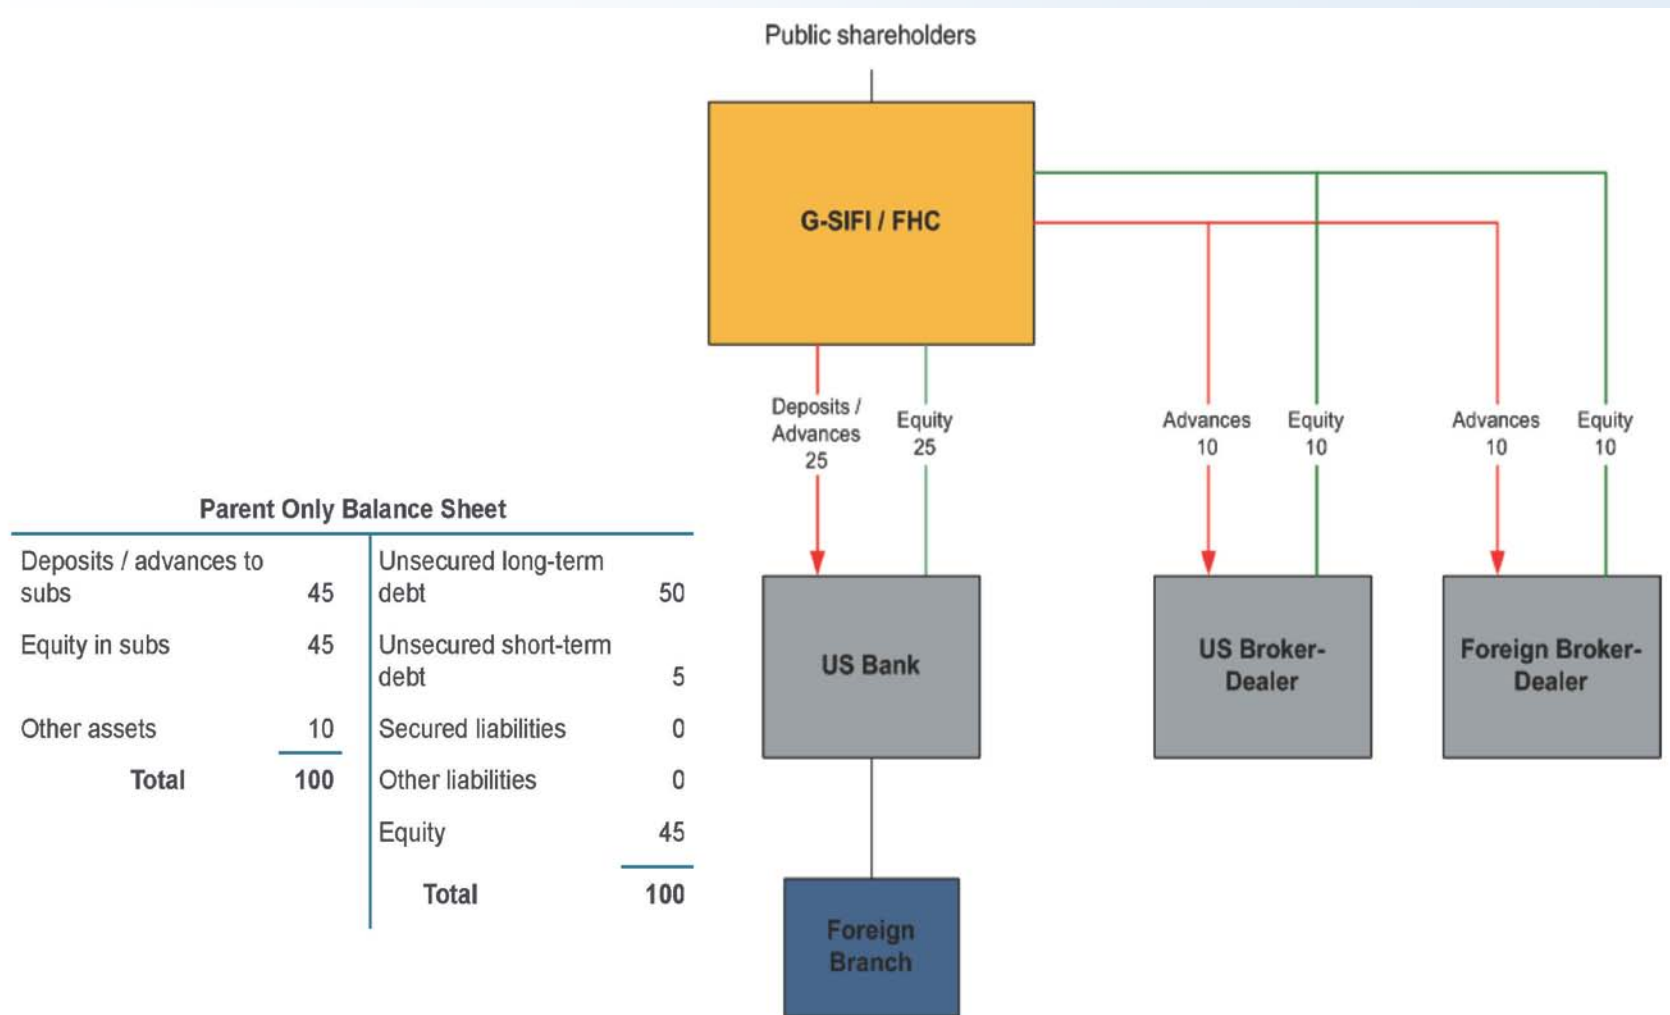 Public shareholders
G-SIFI / FHC
Deposits /
Advances
25
Equity
25
Advances
10
Equity
10
Advances
10
Equity
10
Parent Only Balance Sheet
Deposits / advances to
subs 45
Unsecured long-term
debt 50
Equity in subs 45
Unsecured short-term
debt 5
Other assets 10
Secured liabilities 0
Total 100
Other liabilities 0
Equity 45
Total 100
US Bank
US Broker-
Dealer
Foreign Broker-
Dealer
Foreign
Branch